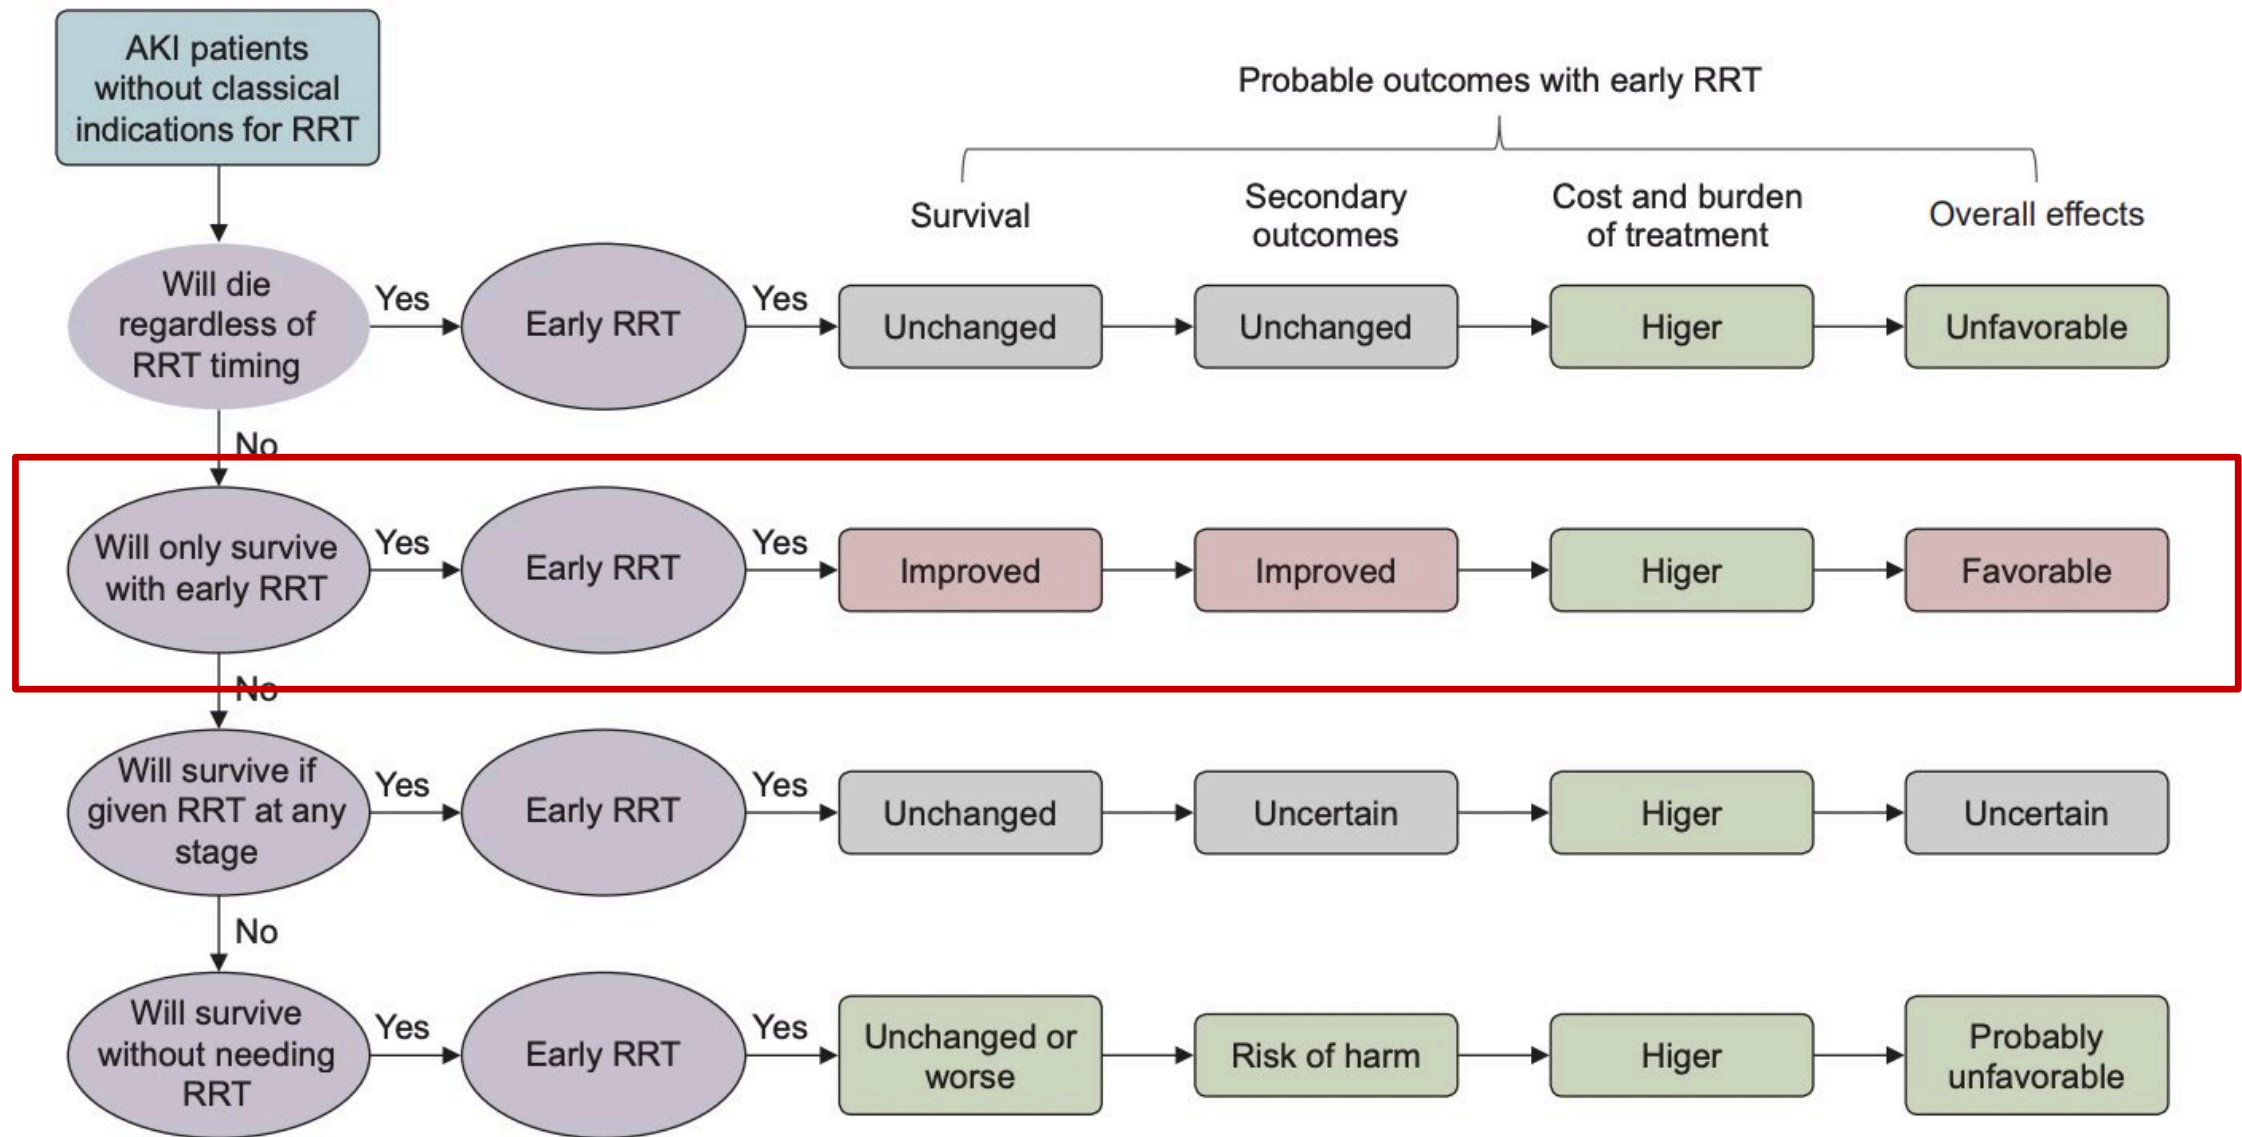 AKI patients
without classical
indications for RRT
Probable outcomes with early RRT
Survival
Secondary
outcomes
Cost and burden
of treatment
Overall effects
Will die
regardless of
RRT timing
Yes
Early RRT
Yes
Unchanged
Unchanged
Higer
Unfavorable
No
Will only survive
with early RRT
Yes
Early RRT
Yes
Improved
Improved
Higer
Favorable
No
Will survive if
given RRT at any
stage
Yes
Early RRT
Yes
Unchanged
Uncertain
Higer
Uncertain
No
Will survive
without needing
RRT
Yes
Early RRT
Yes
Unchanged or
worse
Risk of harm
Higer
Probably
unfavorable